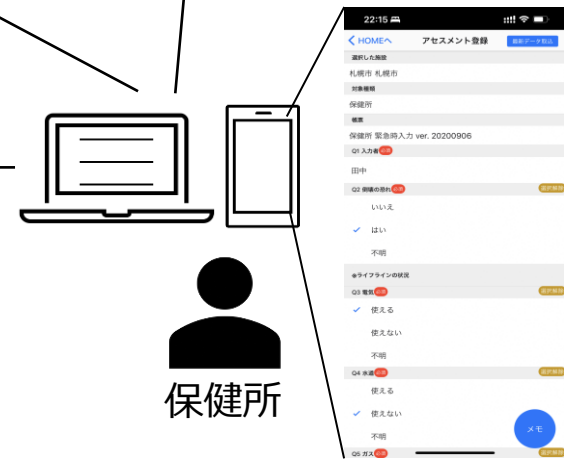 22:15
HOMEへ アセスメント登録 最新データ取込
選択した施設
札幌市 札幌市
対象種類
保健所
帳票
保健所 緊急時入力 ver. 20200906
Q1 入力者 必須
田中
Q2 倒壊の恐れ 必須 選択解除
いいえ
はい
不明
※ライフラインの状況
Q3 電気 必須 選択解除
使える
使えない
不明
Q4 水道 必須 選択解除
使える
使えない
不明
メモ
Q5 ガス 必須 選択解除
保健所